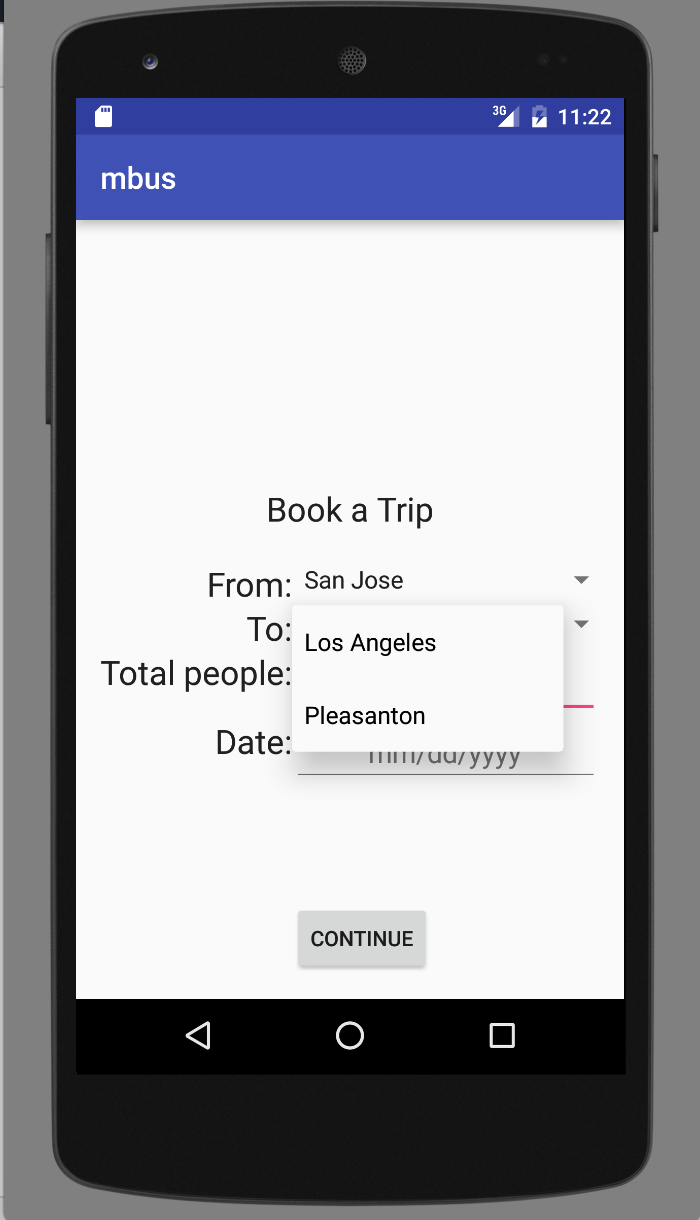 3G 11:22
mbus
Book a Trip
From: San Jose
To:
Los Angeles
Total people:
Pleasanton
Date:
mm/dd/yyyy
CONTINUE